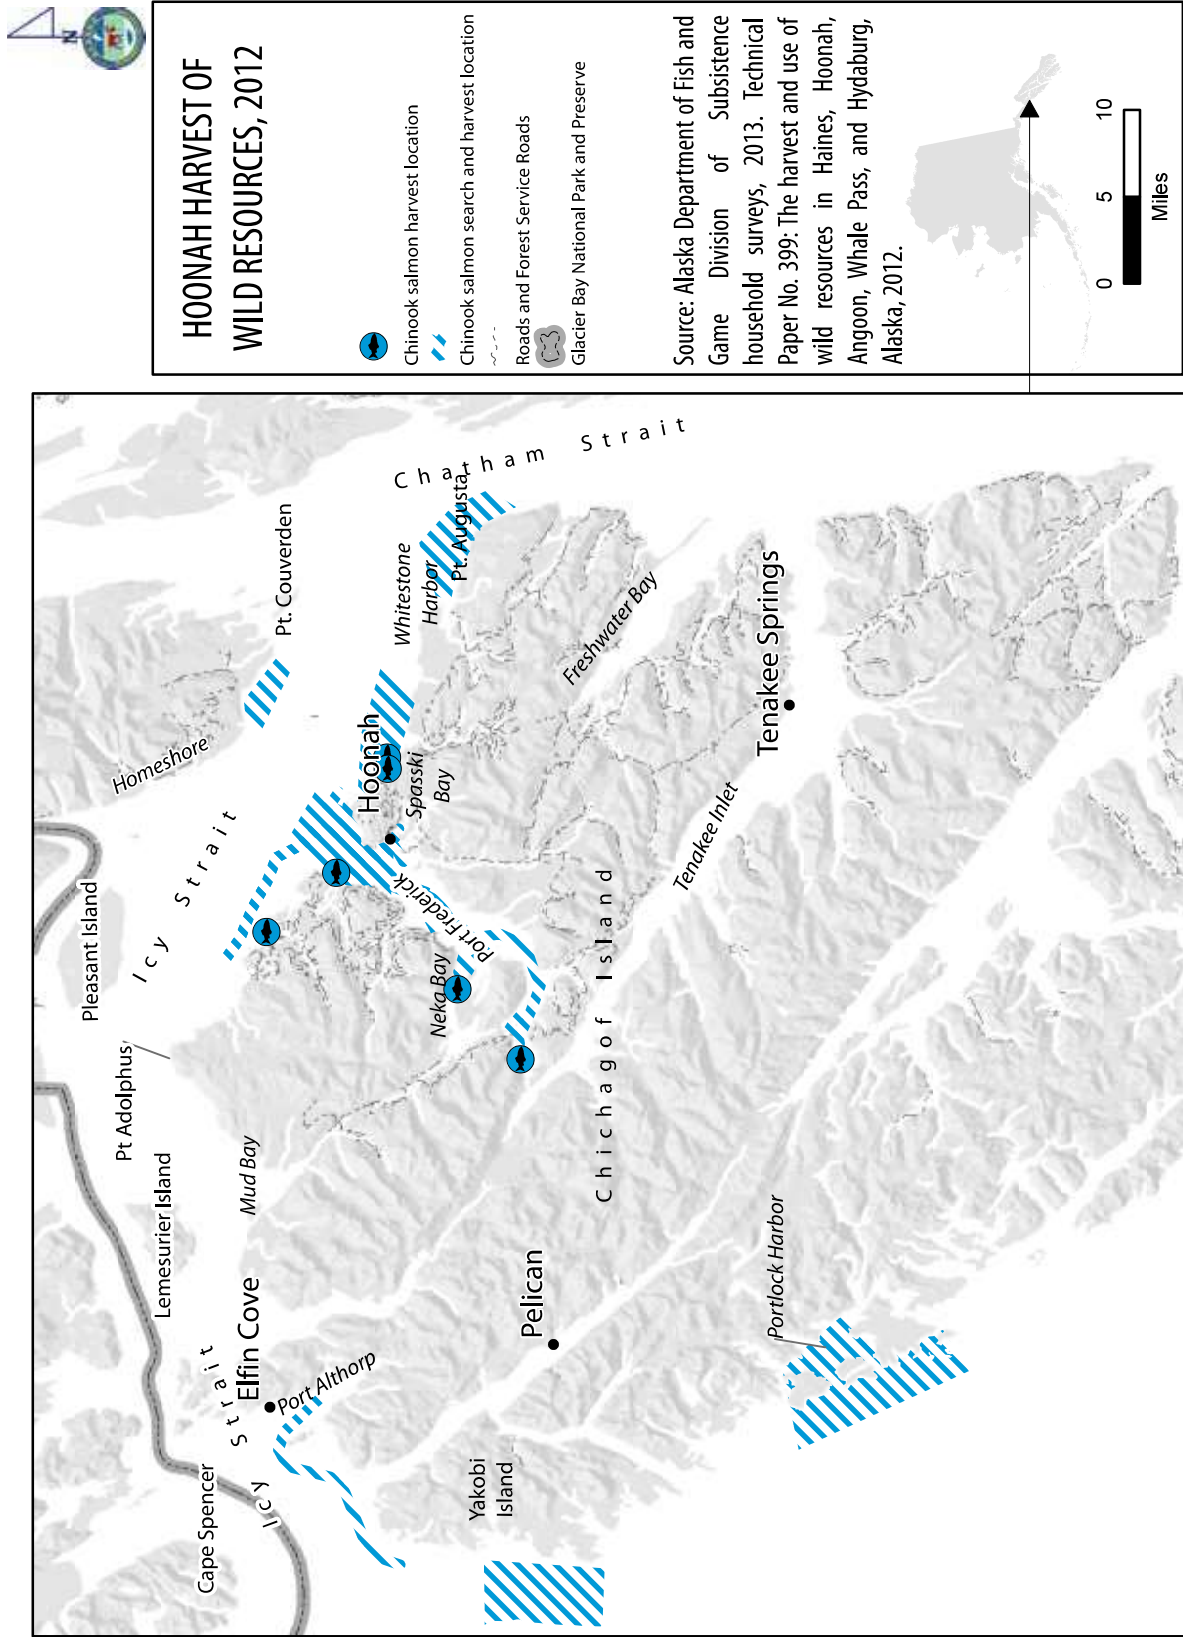 N
HOONAH HARVEST OF
WILD RESOURCES, 2012
Chinook salmon harvest location
Chinook salmon search and harvest location
Roads and Forest Service Roads
Glacier Bay National Park and Preserve
Source: Alaska Department of Fish and
Game Division of Subsistence
household surveys, 2013. Technical
Paper No. 399: The harvest and use of
wild resources in Haines, Hoonah,
Angoon, Whale Pass, and Hydaburg,
Alaska, 2012.
0 5 10
Miles
Cape Spencer
Icy Strait
Elfin Cove
Port Althorp
Lemesurier Island
Mud Bay
Pt Adolphus
Pleasant Island
Icy Strait
Homeshore
Pt. Couverden
Chatham Strait
Pt. Augusta
Whitestone
Harbor
Hoonah
Spasski
Bay
Port Frederick
Neka Bay
Freshwater Bay
Tenakee Springs
Tenakee Inlet
Chichagof Island
Pelican
Yakobi
Island
Portlock Harbor